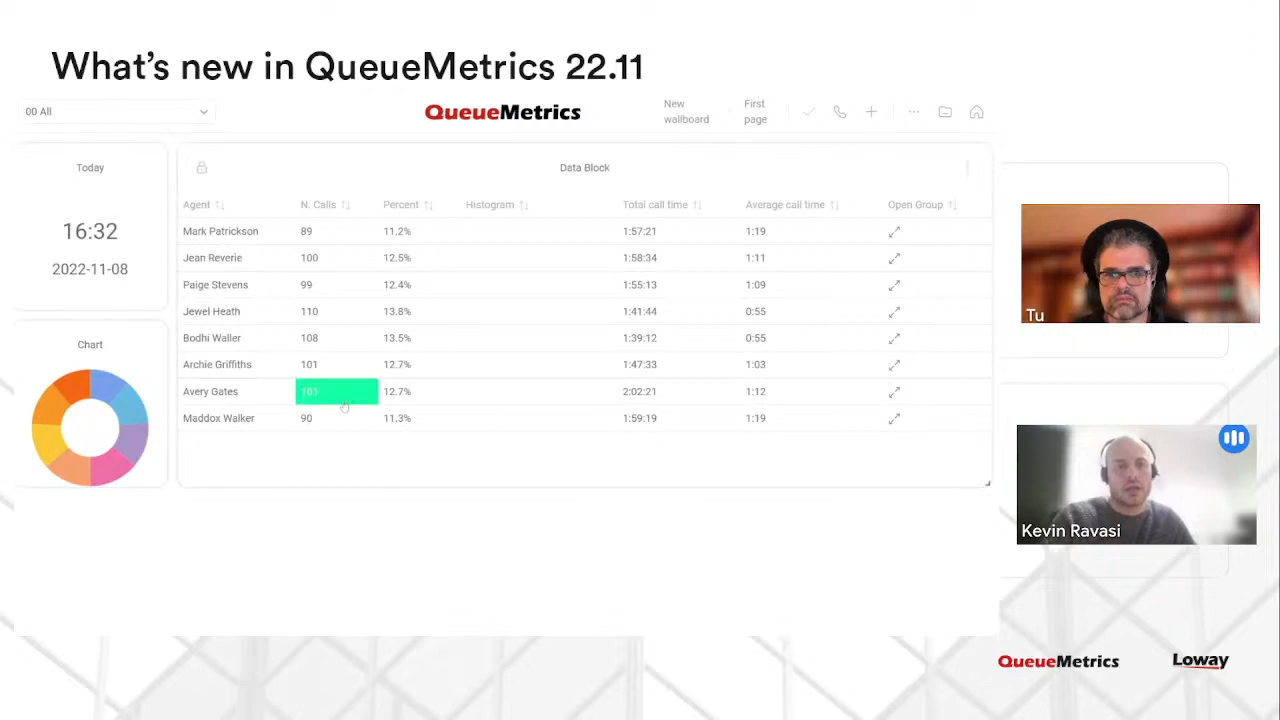 What's new in QueueMetrics 22.11
00 All
QueueMetrics
New wallboard
First page
Today
16:32
2022-11-08
Chart
Data Block
Agent N. Calls Percent Histogram Total call time Average call time Open Group
Mark Patrickson 89 11.2% 1:57:21 1:19
Jean Reverie 100 12.5% 1:58:34 1:11
Paige Stevens 99 12.4% 1:55:13 1:09
Jewel Heath 110 13.8% 1:41:44 0:55
Bodhi Waller 108 13.5% 1:39:12 0:55
Archie Griffiths 101 12.7% 1:47:33 1:03
Avery Gates 101 12.7% 2:02:21 1:12
Maddox Walker 90 11.3% 1:59:19 1:19
Tu
Kevin Ravasi
QueueMetrics
Loway